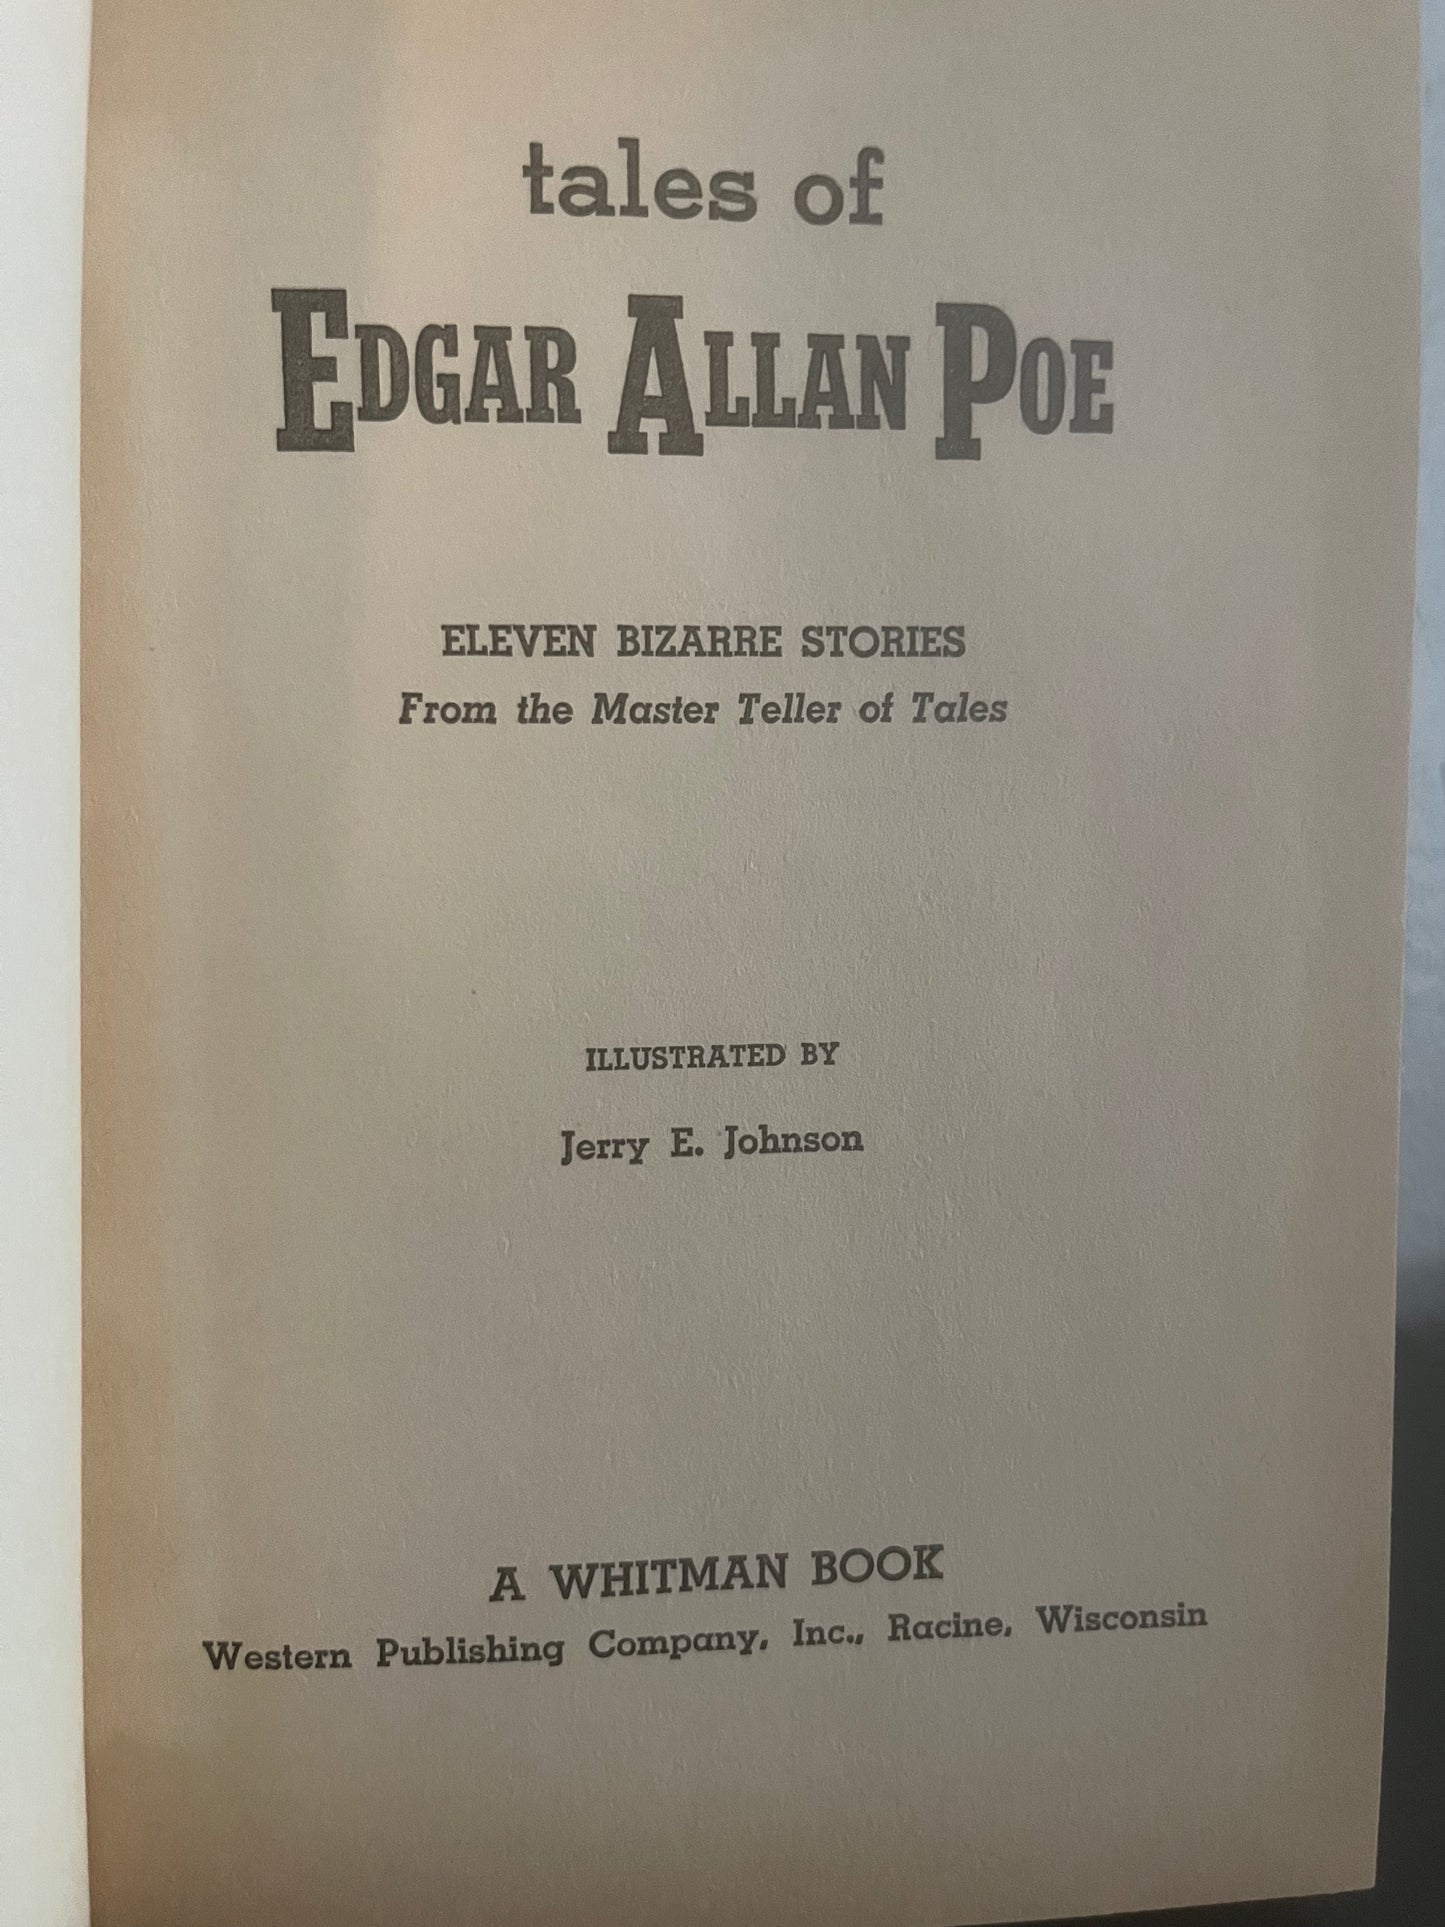 tales of
EDGAR ALLAN POE
ELEVEN BIZARRE STORIES
From the Master Teller of Tales
ILLUSTRATED BY
Jerry E. Johnson
A WHITMAN BOOK
Western Publishing Company, Inc., Racine, Wisconsin